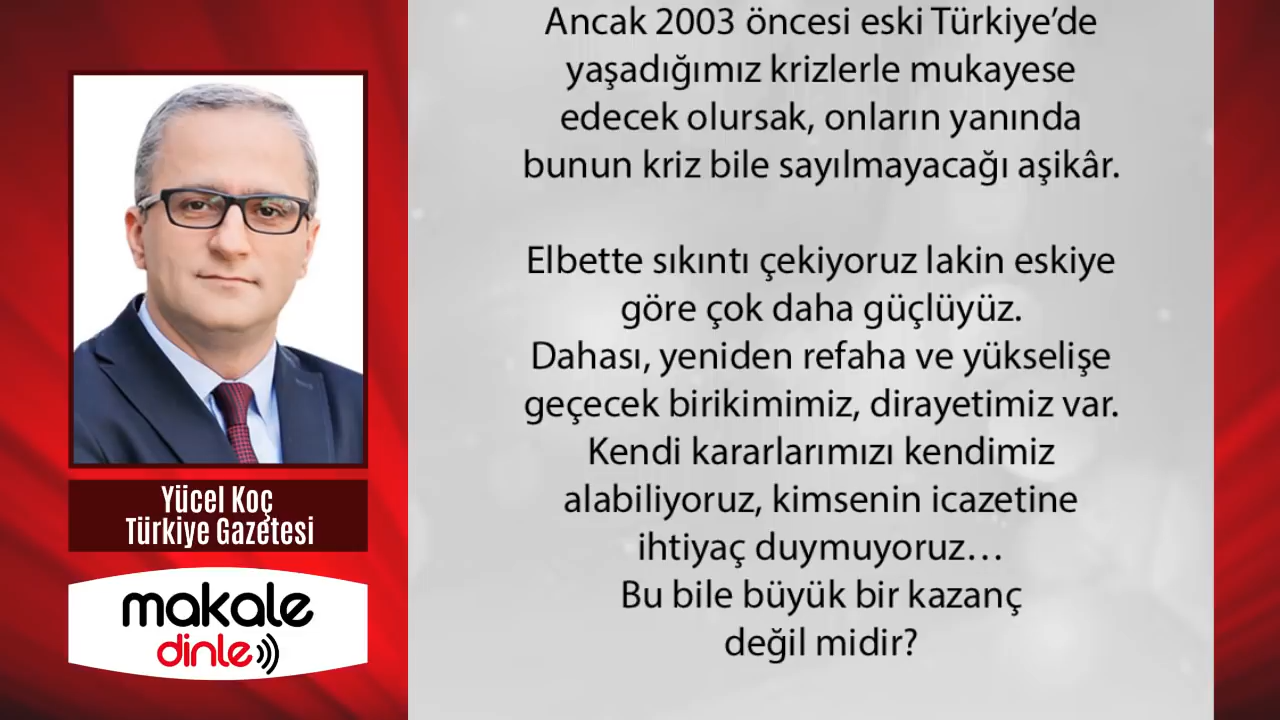 Ancak 2003 öncesi eski Türkiye’de
yaşadığımız krizlerle mukayese
edecek olursak, onların yanında
bunun kriz bile sayılmayacağı aşikâr.
Elbette sıkıntı çekiyoruz lakin eskiye
göre çok daha güçlüyüz.
Dahası, yeniden refaha ve yükselişe
geçecek birikimimiz, dirayetimiz var.
Kendi kararlarımızı kendimiz
alabiliyoruz, kimsenin icazetine
ihtiyaç duymuyoruz…
Bu bile büyük bir kazanç
değil midir?
Yücel Koç
Türkiye Gazetesi
makale
dinle